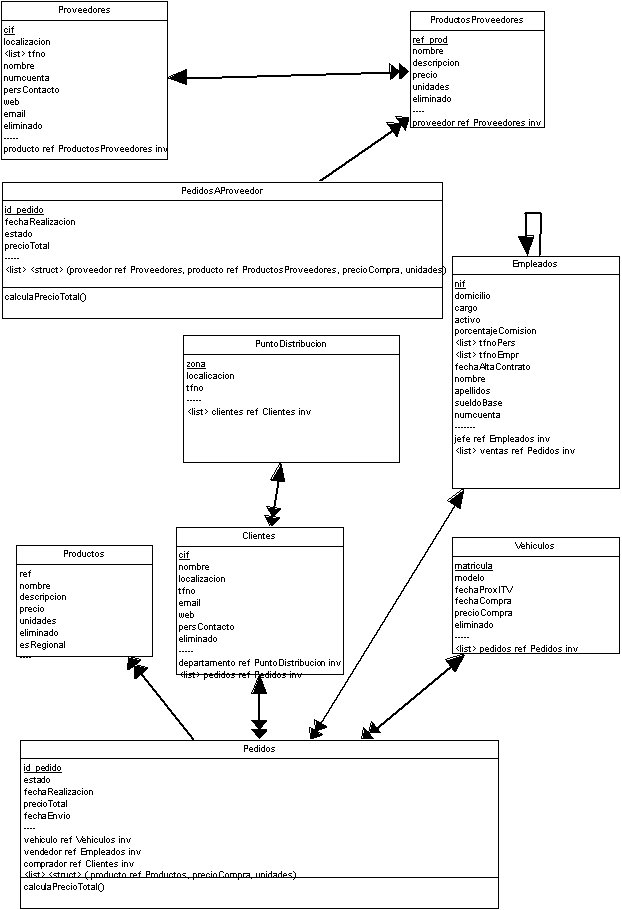 Proveedores
cif
localizacion
<list> tfno
nombre
numcuenta
persContacto
web
email
eliminado
-----
producto ref ProductosProveedores inv
ProductosProveedores
ref_prod
nombre
descripcion
precio
unidades
eliminado
----
proveedor ref Proveedores inv
PedidosAProveedor
id_pedido
fechaRealizacion
estado
precioTotal
-----
<list> <struct> (proveedor ref Proveedores, producto ref ProductosProveedores, precioCompra, unidades)
calculaPrecioTotal()
Empleados
nif
domicilio
cargo
activo
porcentajeComision
<list> tfnoPers
<list> tfnoEmpr
fechaAltaContrato
nombre
apellidos
sueldoBase
numcuenta
-------
jefe ref Empleados inv
<list> ventas ref Pedidos inv
PuntoDistribucion
zona
localicacion
tfno
-----
<list> clientes ref Clientes inv
Clientes
cif
nombre
localizacion
tfno
email
web
persContacto
eliminado
-----
departamento ref PuntoDistribucion inv
<list> pedidos ref Pedidos inv
Productos
ref
nombre
descripcion
precio
unidades
eliminado
esRegional
----
Vehiculos
matricula
modelo
fechaProxITV
fechaCompra
precioCompra
eliminado
-----
<list> pedidos ref Pedidos inv
Pedidos
id_pedido
estado
fechaRealizacion
precioTotal
fechaEnvio
----
vehiculo ref Vehiculos inv
vendedor ref Empleados inv
comprador ref Clientes inv
<list> <struct> ( producto ref Productos, precioCompra, unidades)
calculaPrecioTotal()